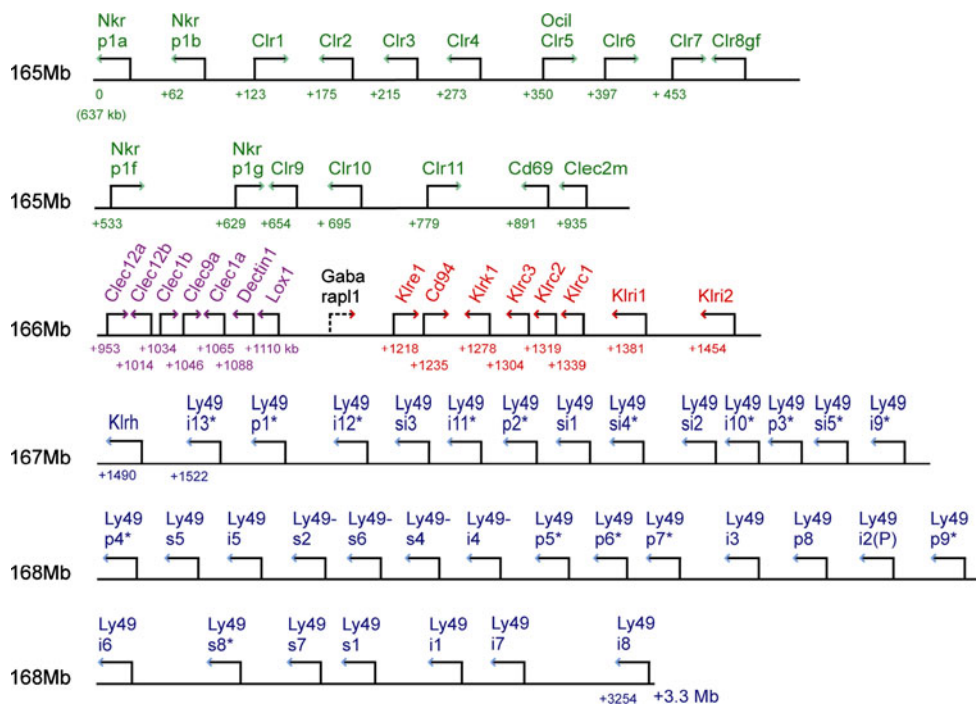 Nkr Nkr Ocil
p1a p1b Clr1 Clr2 Clr3 Clr4 Clr5 Clr6 Clr7 Clr8gf
165Mb
0 +62 +123 +175 +215 +273 +350 +397 + 453
(637 kb)
Nkr Nkr
p1f p1g Clr9 Clr10 Clr11 Cd69 Clec2m
165Mb
+533 +629 +654 + 695 +779 +891 +935
Clec12a Clec12b Clec1b Clec9a Clec1a Dectin1 Lox1 Gaba Klre1 Cd94 Klrk1 Klrc3 Klrc2 Klrc1 Klri1 Klri2
rapl1
166Mb
+953 +1034 +1065 +1110 kb +1218 +1278 +1319 +1381 +1454
+1014 +1046 +1088 +1235 +1304 +1339
Ly49 Ly49 Ly49 Ly49 Ly49 Ly49 Ly49 Ly49 Ly49 Ly49 Ly49 Ly49 Ly49
Klrh i13* p1* i12* si3 i11* p2* si1 si4* si2 i10* p3* si5* i9*
167Mb
+1490 +1522
Ly49 Ly49 Ly49 Ly49- Ly49- Ly49- Ly49- Ly49 Ly49 Ly49 Ly49 Ly49 Ly49 Ly49
p4* s5 i5 s2 s6 s4 i4 p5* p6* p7* i3 p8 i2(P) p9*
168Mb
Ly49 Ly49 Ly49 Ly49 Ly49 Ly49 Ly49
i6 s8* s7 s1 i1 i7 i8
168Mb
+3254 +3.3 Mb